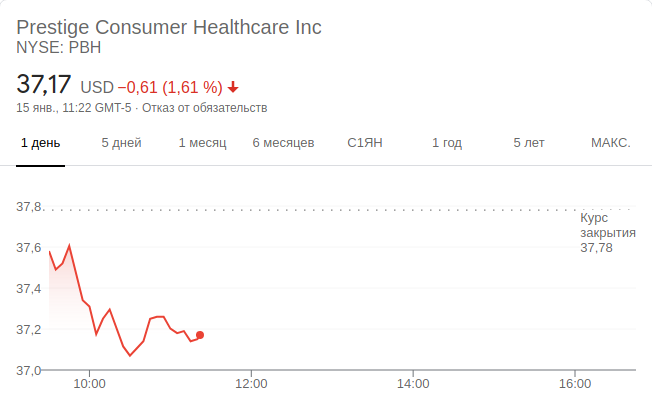 Prestige Consumer Healthcare Inc
NYSE: PBH
37,17 USD −0,61 (1,61 %)
15 янв., 11:22 GMT-5 · Отказ от обязательств
1 день 5 дней 1 месяц 6 месяцев С1ЯН 1 год 5 лет МАКС.
37,8
Курс
закрытия
37,6 37,78
37,4
37,2
37,0
10:00 12:00 14:00 16:00